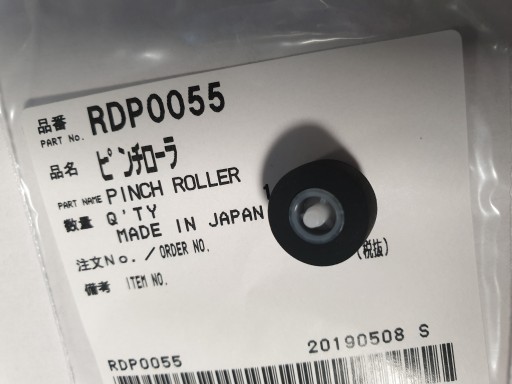 品番 RDP0055
PART No.
品名 ピンチローラ
PART NAME PINCH ROLLER
数量 Q'TY 1
MADE IN JAPAN
注文No./ORDER NO.
(税抜)
備考 ITEM NO.
20190508 S
RDP0055